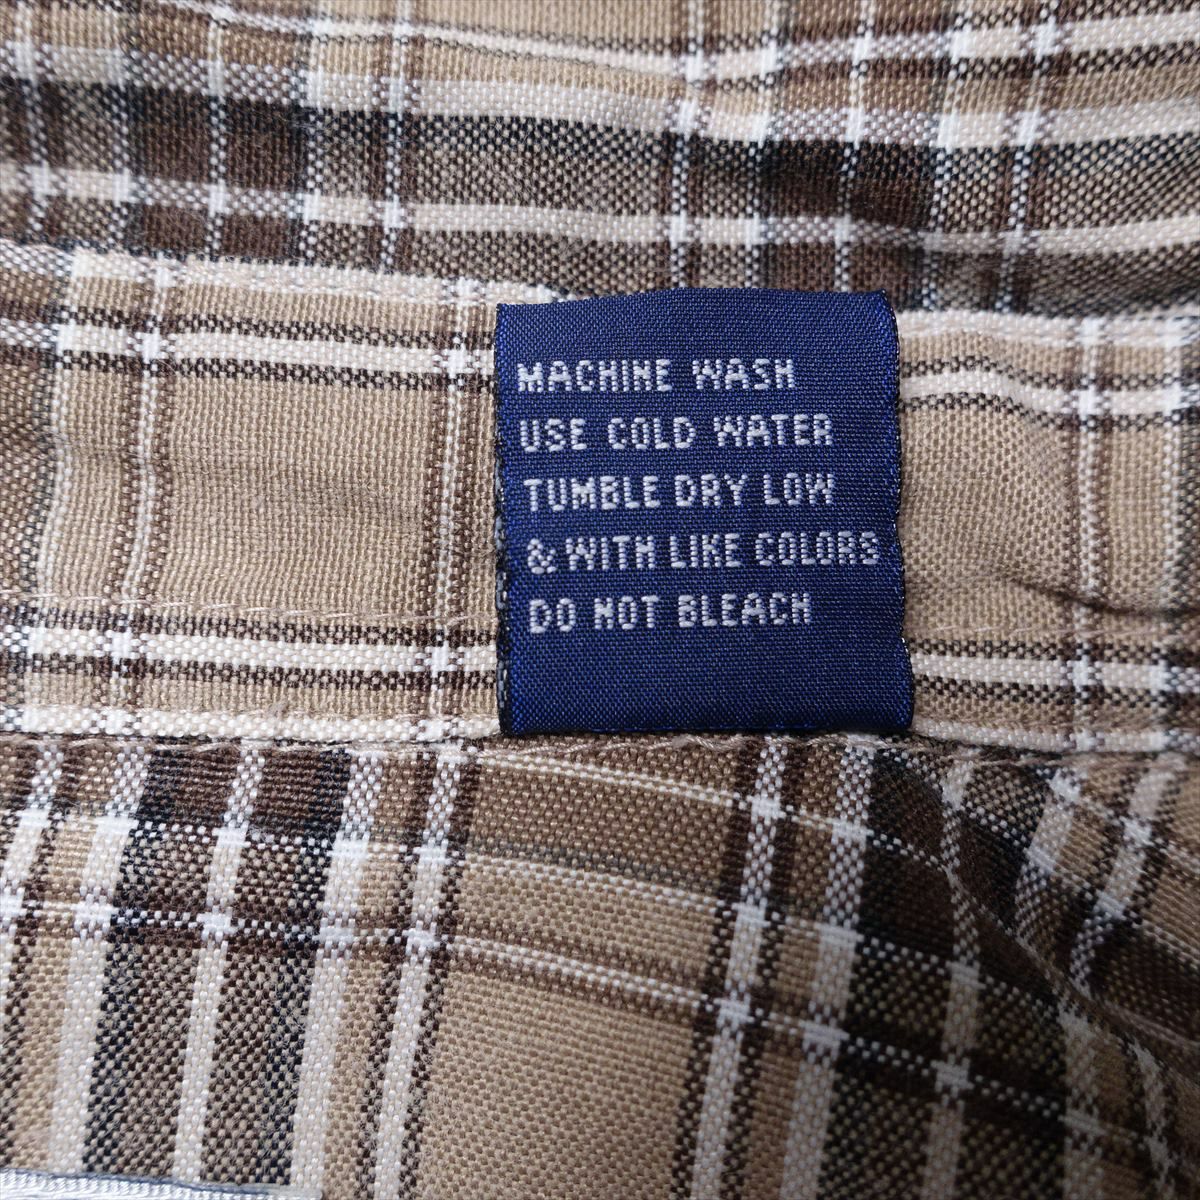 MACHINE WASH
USE COLD WATER
TUMBLE DRY LOW
& WITH LIKE COLORS
DO NOT BLEACH